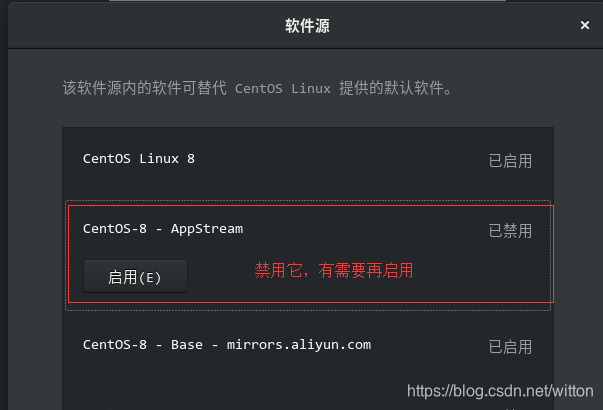 软件源
该软件源内的软件可替代 CentOS Linux 提供的默认软件。
CentOS Linux 8 已启用
CentOS-8 - AppStream 已禁用
启用(E) 禁用它，有需要再启用
CentOS-8 - Base - mirrors.aliyun.com 已启用
https://blog.csdn.net/witton